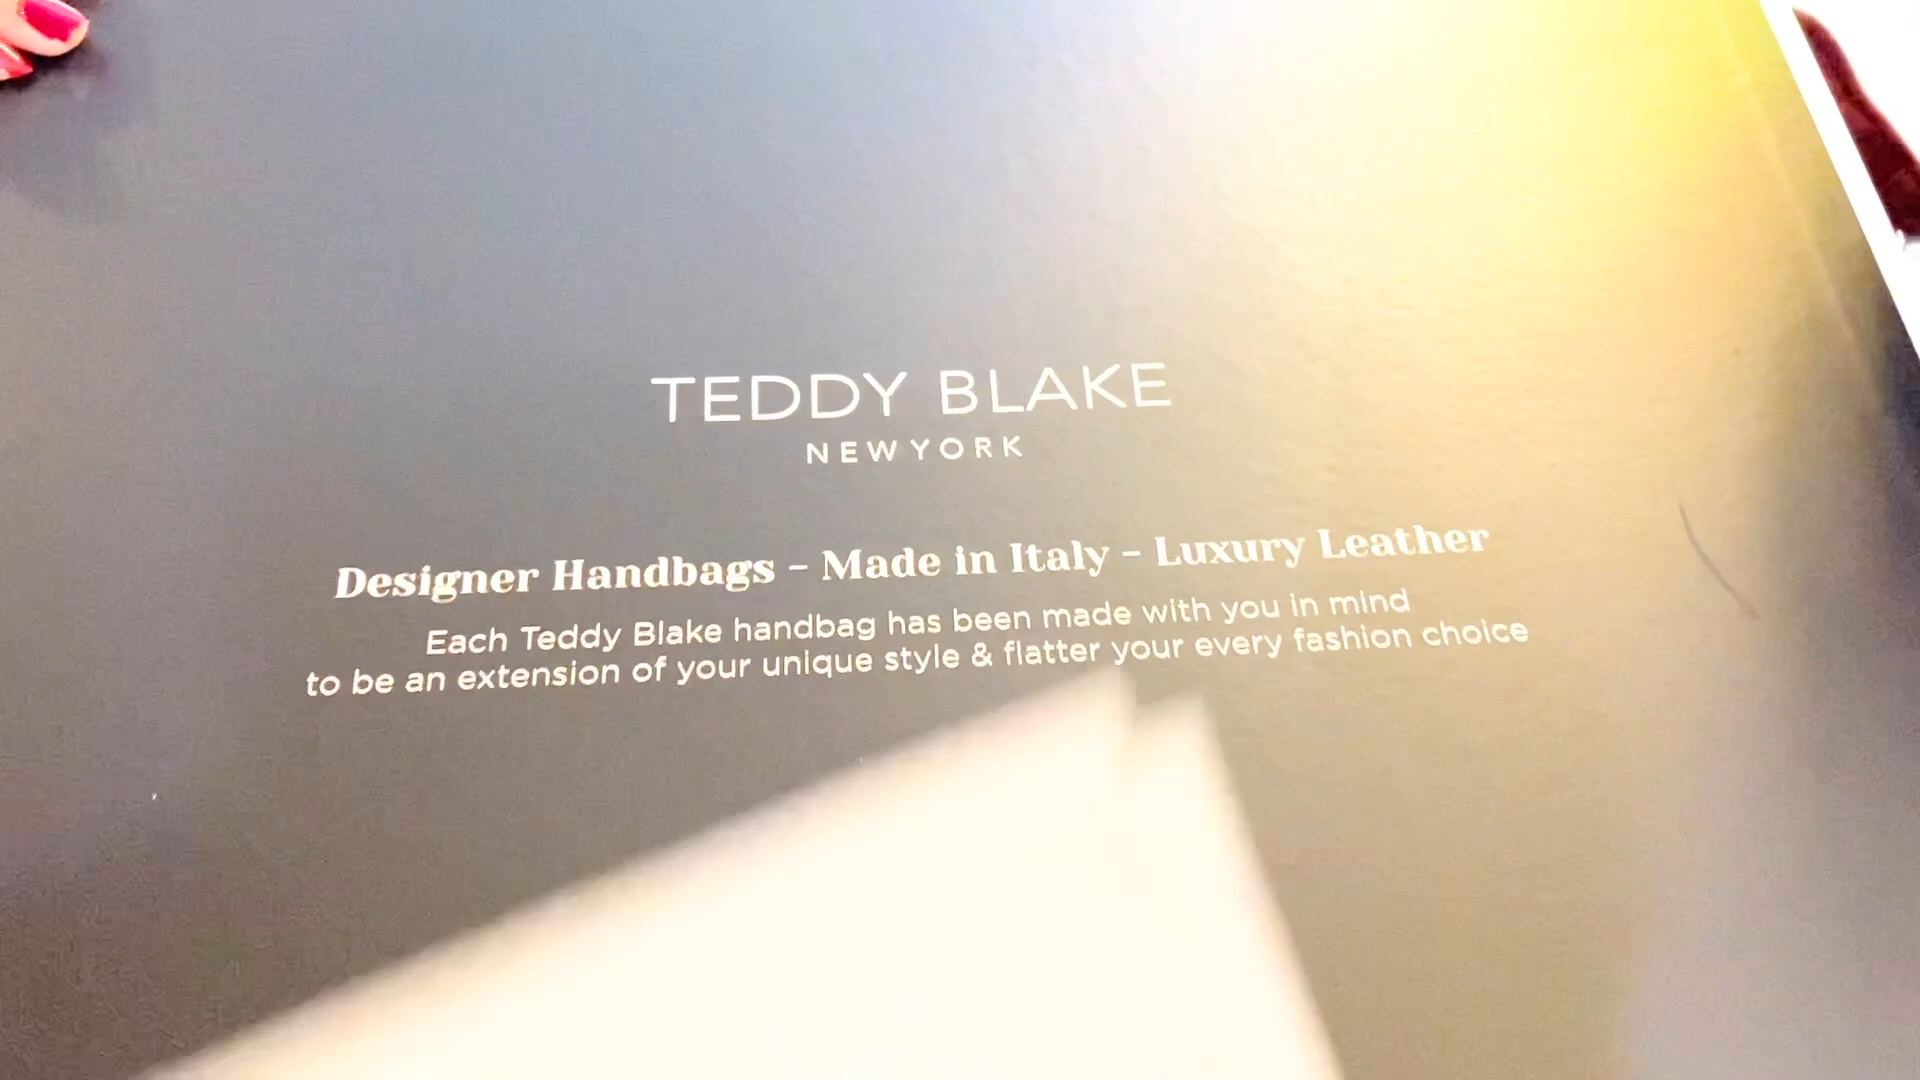 TEDDY BLAKE
NEW YORK
Designer Handbags - Made in Italy - Luxury Leather
Each Teddy Blake handbag has been made with you in mind
to be an extension of your unique style & flatter your every fashion choice